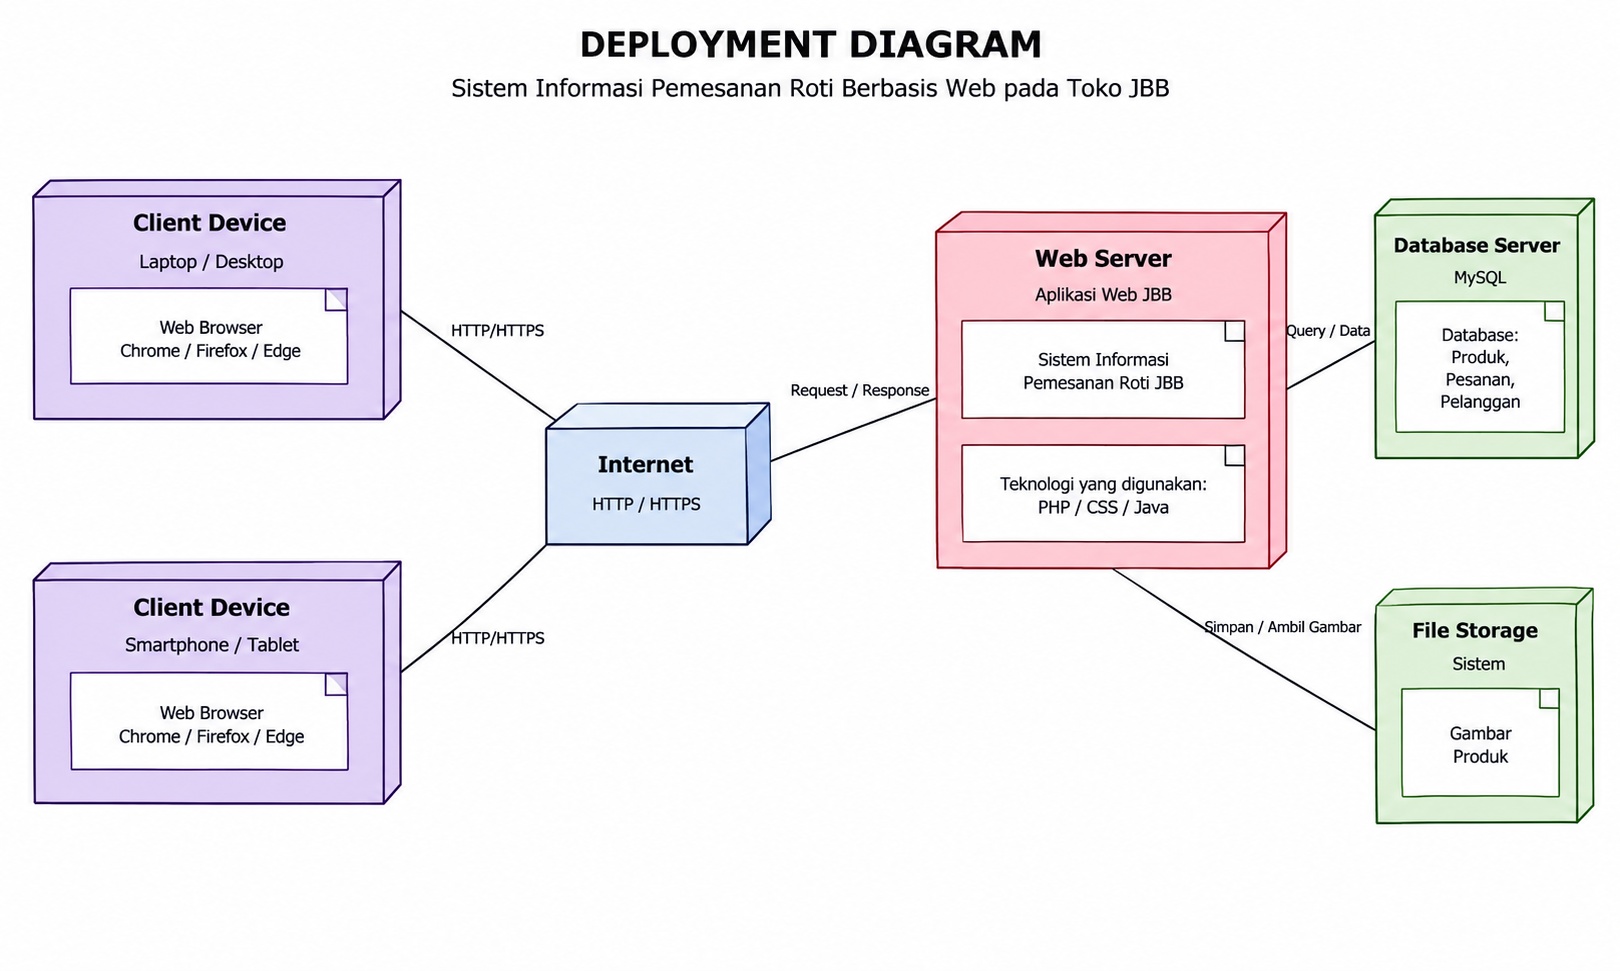 DEPLOYMENT DIAGRAM
Sistem Informasi Pemesanan Roti Berbasis Web pada Toko JBB
Client Device
Laptop / Desktop
Web Browser
Chrome / Firefox / Edge
HTTP/HTTPS
Client Device
Smartphone / Tablet
Web Browser
Chrome / Firefox / Edge
HTTP/HTTPS
Internet
HTTP / HTTPS
Request / Response
Web Server
Aplikasi Web JBB
Sistem Informasi
Pemesanan Roti JBB
Teknologi yang digunakan:
PHP / CSS / Java
Query / Data
Database Server
MySQL
Database:
Produk,
Pesanan,
Pelanggan
Simpan / Ambil Gambar
File Storage
Sistem
Gambar
Produk